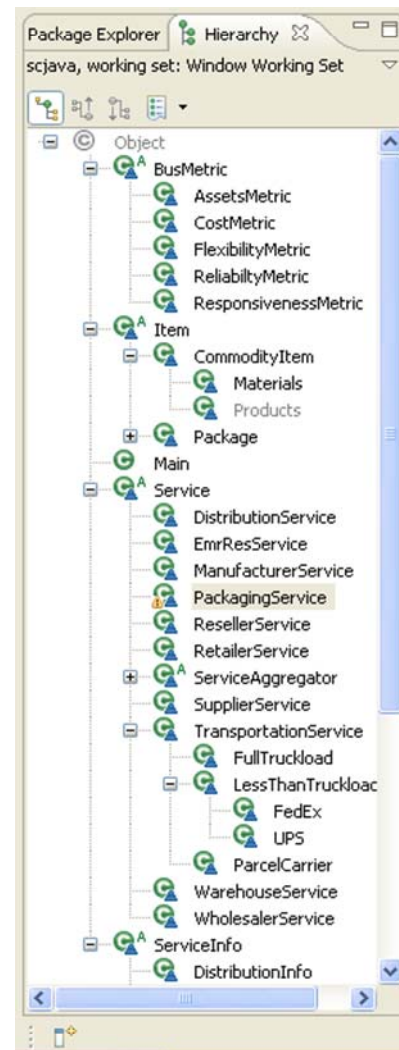 Package Explorer Hierarchy
scjava, working set: Window Working Set
C Object
C A BusMetric
C AssetsMetric
C CostMetric
C FlexibilityMetric
C ReliabiltyMetric
C ResponsivenessMetric
C A Item
C CommodityItem
C Materials
C Products
C Package
C Main
C A Service
C DistributionService
C EmrResService
C ManufacturerService
C PackagingService
C ResellerService
C RetailerService
C A ServiceAggregator
C SupplierService
C TransportationService
C FullTruckload
C LessThanTruckload
C FedEx
C UPS
C ParcelCarrier
C WarehouseService
C WholesalerService
C A ServiceInfo
C DistributionInfo